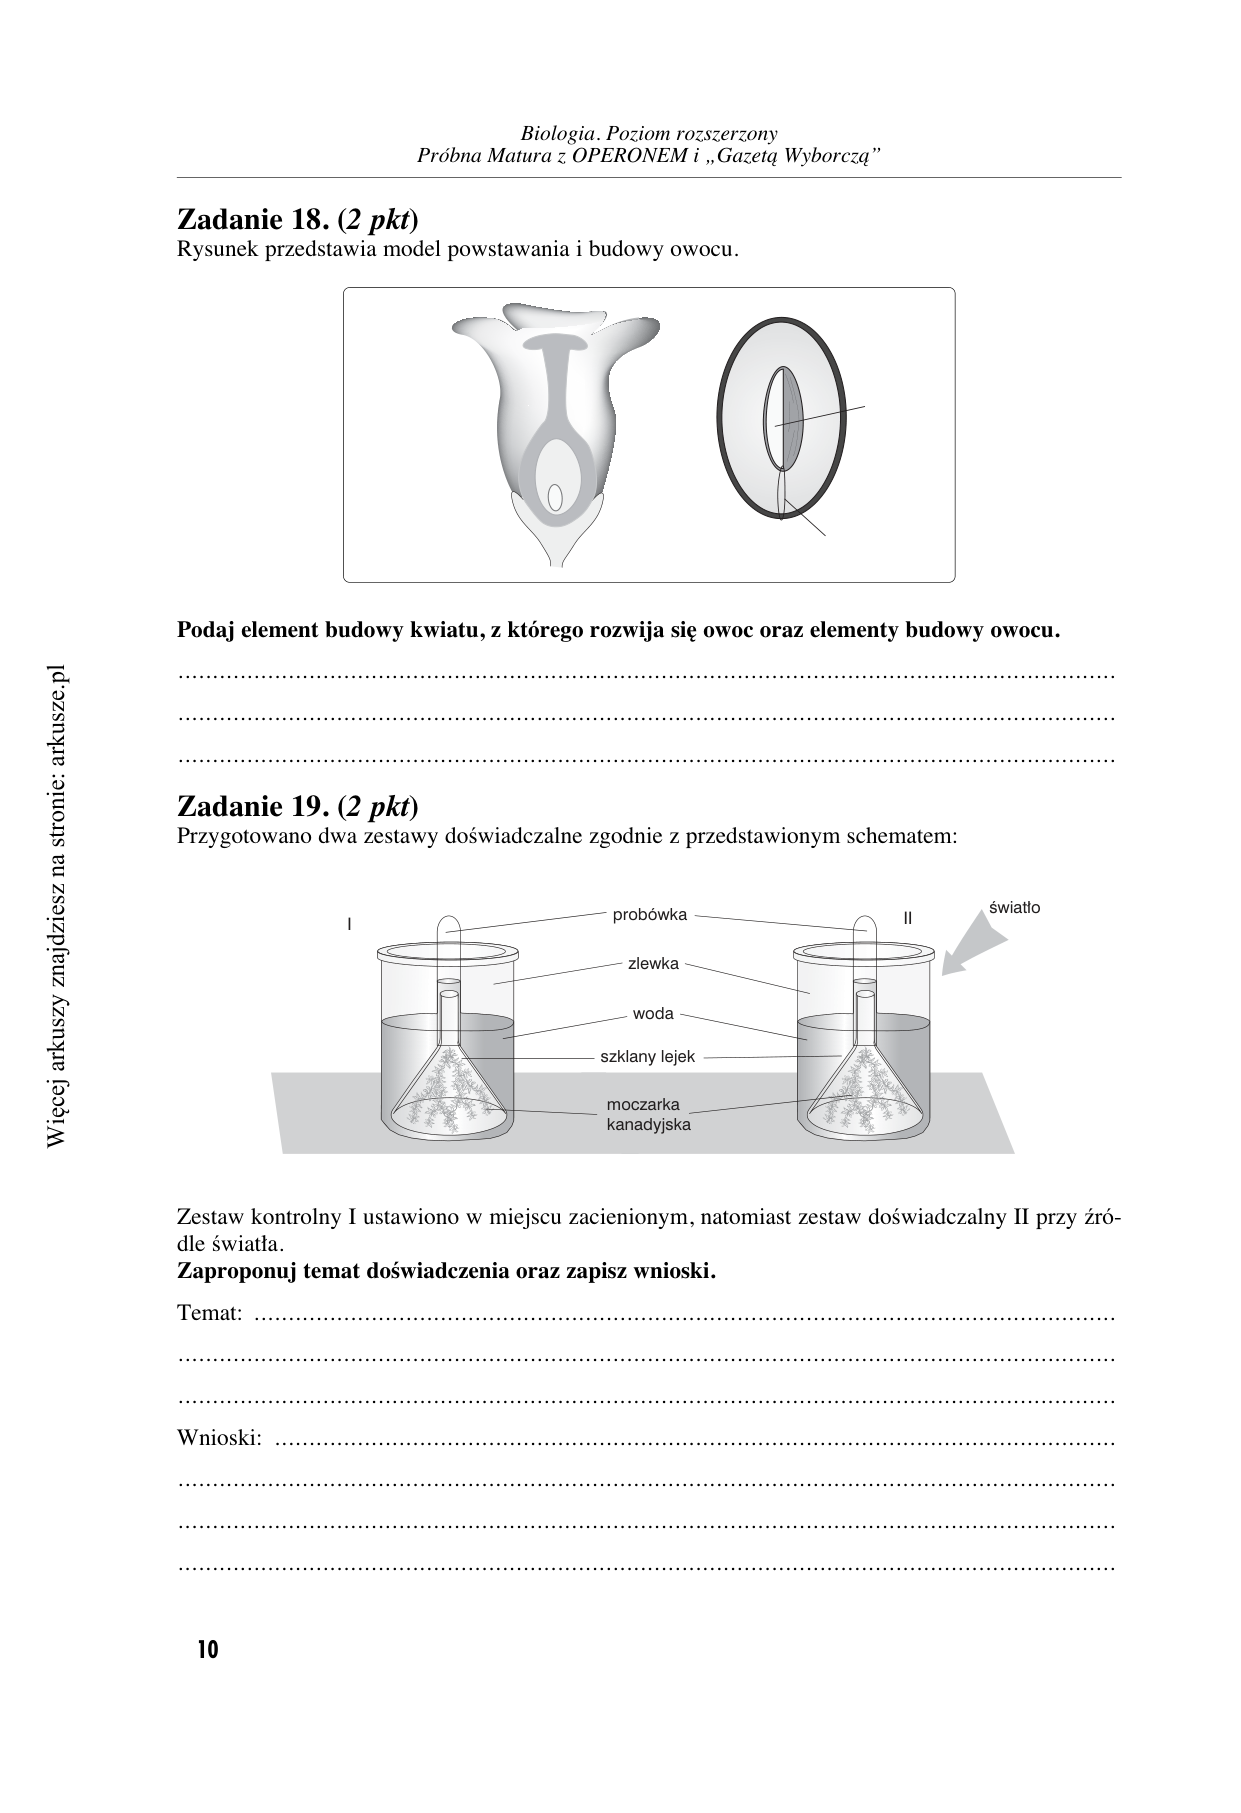 Biologia. Poziom rozszerzony
Próbna Matura z OPERONEM i „Gazetą Wyborczą”
Zadanie 18. (2 pkt)
Rysunek przedstawia model powstawania i budowy owocu.
Podaj element budowy kwiatu, z którego rozwija się owoc oraz elementy budowy owocu.
Zadanie 19. (2 pkt)
Przygotowano dwa zestawy doświadczalne zgodnie z przedstawionym schematem:
I
II
światło
probówka
zlewka
woda
szklany lejek
moczarka
kanadyjska
Zestaw kontrolny I ustawiono w miejscu zacienionym, natomiast zestaw doświadczalny II przy źró-
dle światła.
Zaproponuj temat doświadczenia oraz zapisz wnioski.
Temat: ........................................................................................................................
Wnioski: ........................................................................................................................
10
Więcej arkuszy znajdziesz na stronie: arkusze.pl